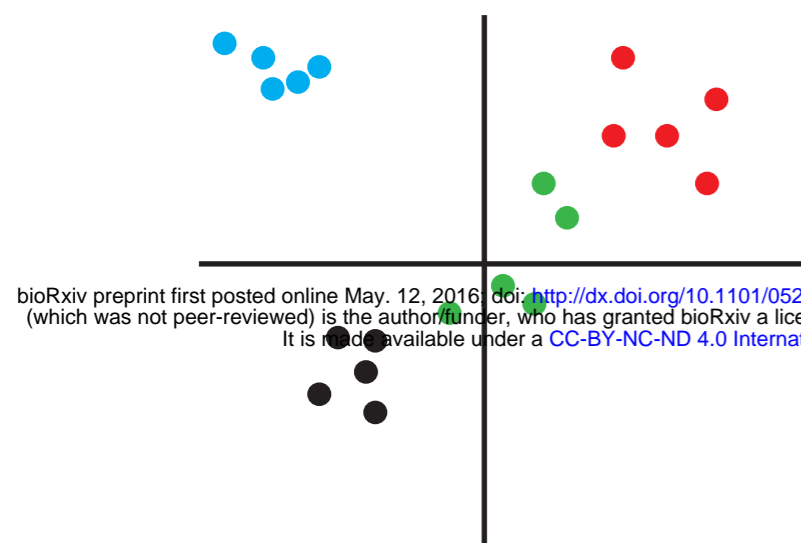 bioRxiv preprint first posted online May. 12, 2016; doi: http://dx.doi.org/10.1101/052
(which was not peer-reviewed) is the author/funder, who has granted bioRxiv a lice
It is made available under a CC-BY-NC-ND 4.0 Internat